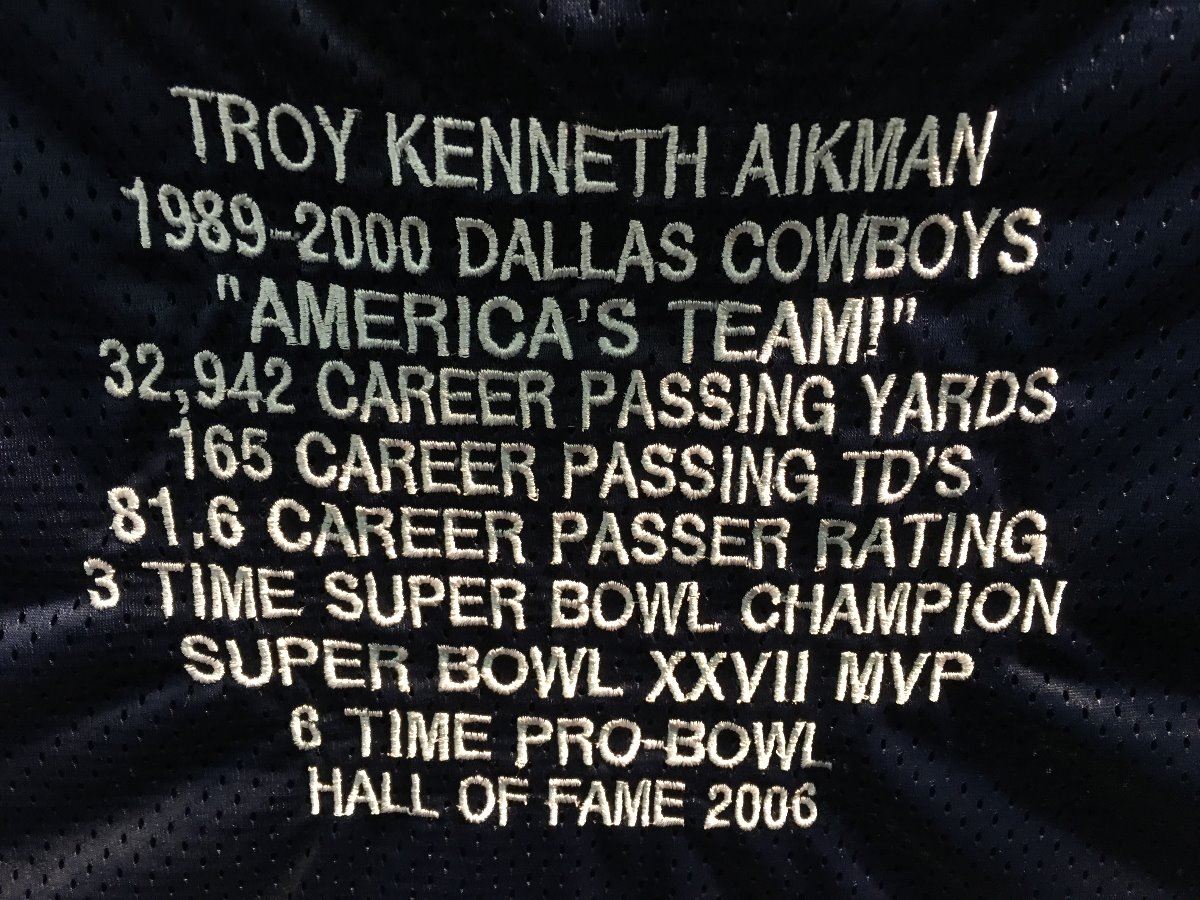 TROY KENNETH AIKMAN
1989-2000 DALLAS COWBOYS
"AMERICA'S TEAM!"
32,942 CAREER PASSING YARDS
165 CAREER PASSING TD'S
81.6 CAREER PASSER RATING
3 TIME SUPER BOWL CHAMPION
SUPER BOWL XXVII MVP
6 TIME PRO-BOWL
HALL OF FAME 2006